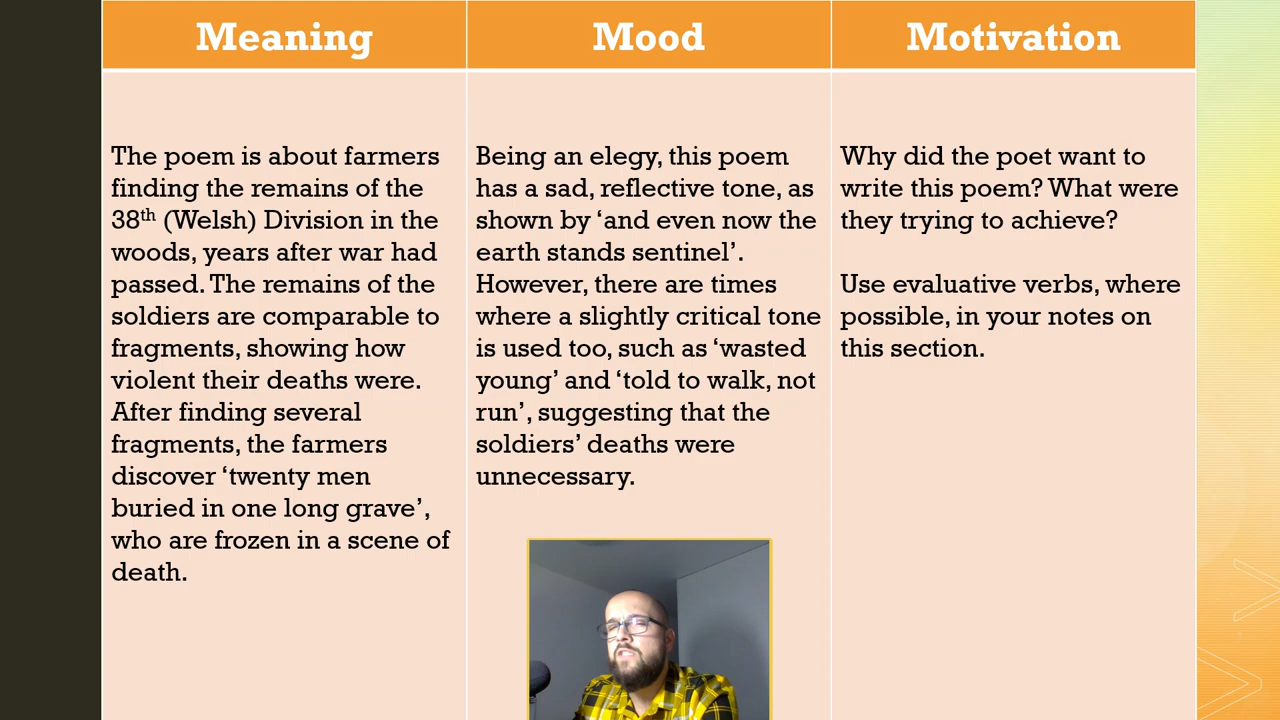 Meaning
Mood
Motivation
The poem is about farmers
finding the remains of the
38th (Welsh) Division in the
woods, years after war had
passed. The remains of the
soldiers are comparable to
fragments, showing how
violent their deaths were.
After finding several
fragments, the farmers
discover ‘twenty men
buried in one long grave’,
who are frozen in a scene of
death.
Being an elegy, this poem
has a sad, reflective tone, as
shown by ‘and even now the
earth stands sentinel’.
However, there are times
where a slightly critical tone
is used too, such as ‘wasted
young’ and ‘told to walk, not
run’, suggesting that the
soldiers’ deaths were
unnecessary.
Why did the poet want to
write this poem? What were
they trying to achieve?
Use evaluative verbs, where
possible, in your notes on
this section.